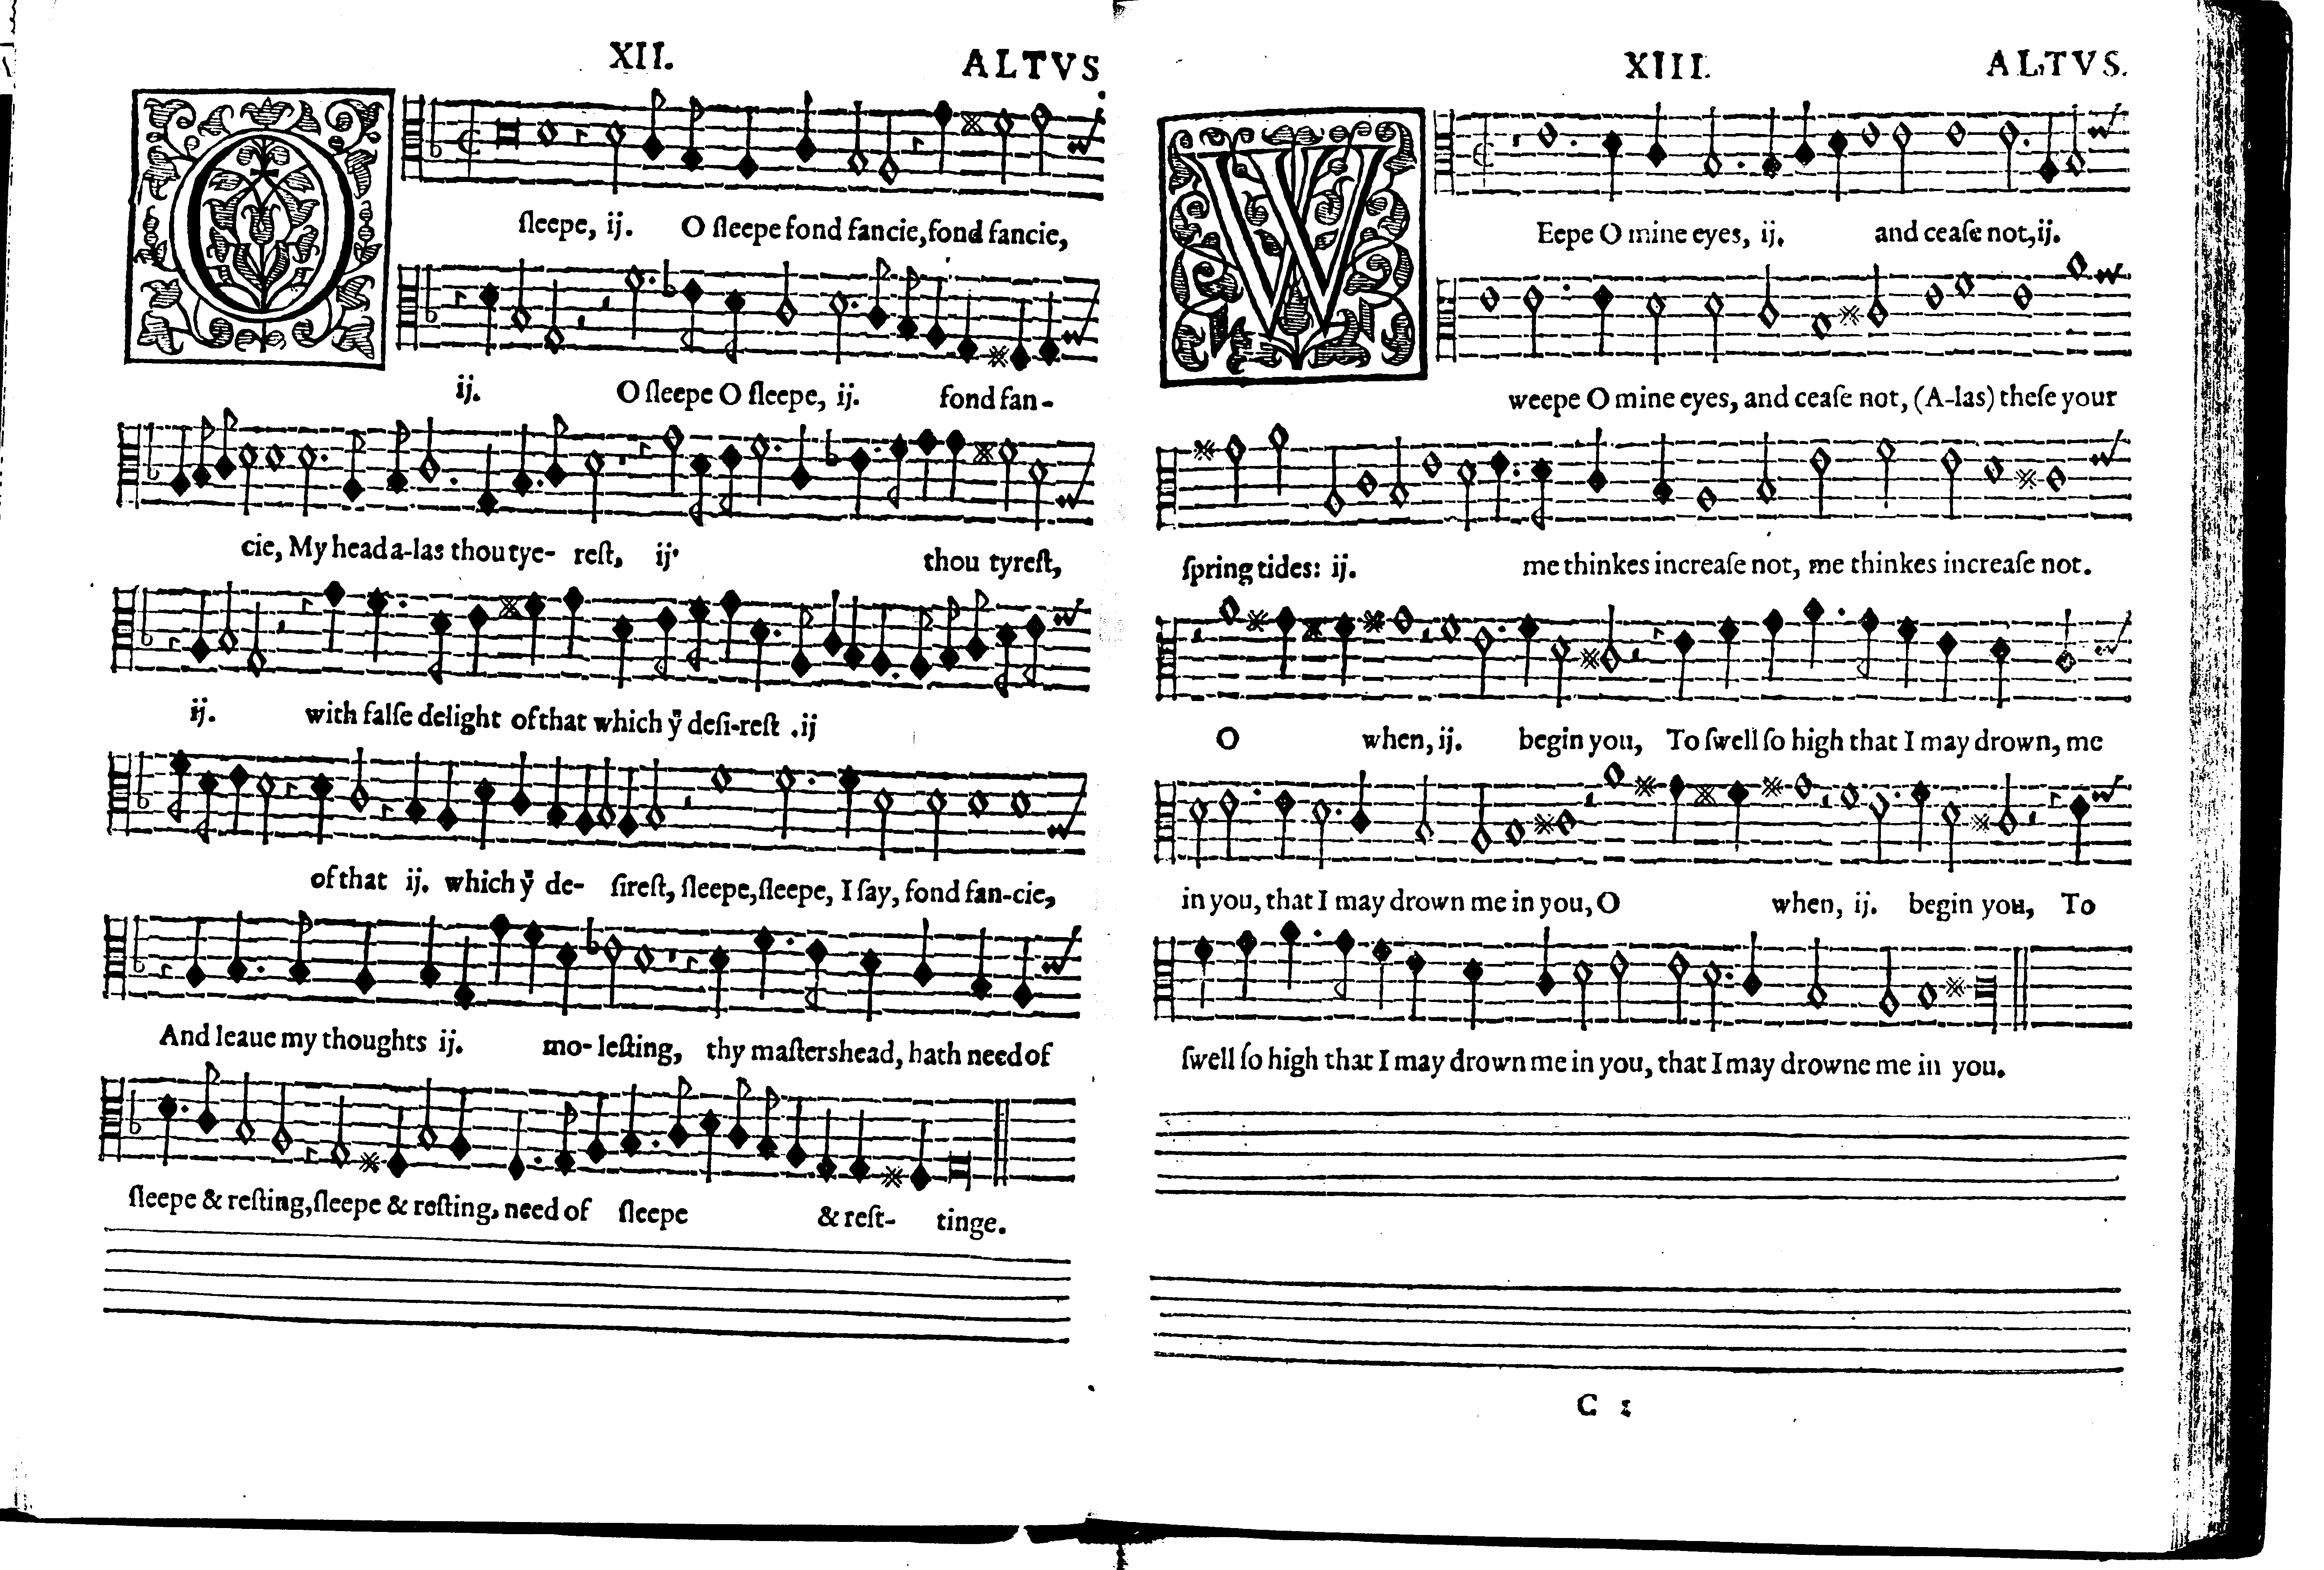 XII. ALTVS
O
ſleepe, ij. O ſleepe fond fancie, fond fancie,
ij. O ſleepe O ſleepe, ij. fond fan-
cie, My head a-las thou tye- reſt, ij' thou tyreſt,
ij. with falſe delight of that which ÿ deſi-reſt .ij
of that ij. which ÿ de- ſireſt, ſleepe, ſleepe, I ſay, fond fan-cie,
And leaue my thoughts ij. mo- leſting, thy maſtershead, hath need of
ſleepe & reſting, ſleepe & reſting, need of ſleepe & reſt- tinge.
XIII. ALTVS.
W
Eepe O mine eyes, ij. and ceaſe not, ij.
weepe O mine eyes, and ceaſe not, (A-las) theſe your
ſpring tides: ij. me thinkes increaſe not, me thinkes increaſe not.
O when, ij. begin you, To ſwell ſo high that I may drown, me
in you, that I may drown me in you, O when, ij. begin you, To
ſwell ſo high that I may drown me in you, that I may drowne me in you.
C